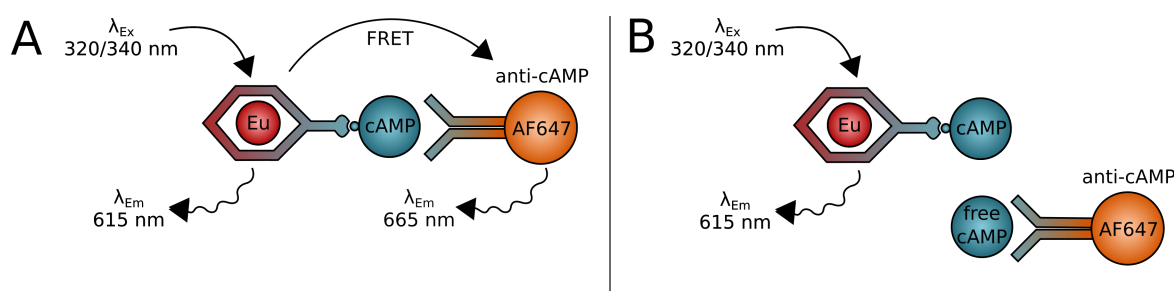 A
λEx
320/340 nm
FRET
anti-cAMP
Eu
cAMP
AF647
λEm
615 nm
λEm
665 nm
B
λEx
320/340 nm
Eu
cAMP
λEm
615 nm
anti-cAMP
free
cAMP
AF647